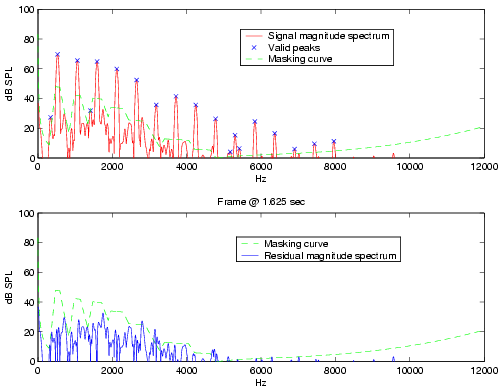 100
80
60
40
20
0
dB SPL
Signal magnitude spectrum
Valid peaks
Masking curve
0 2000 4000 6000 8000 10000 12000
Hz
Frame @ 1.625 sec
100
80
60
40
20
0
dB SPL
Masking curve
Residual magnitude spectrum
0 2000 4000 6000 8000 10000 12000
Hz